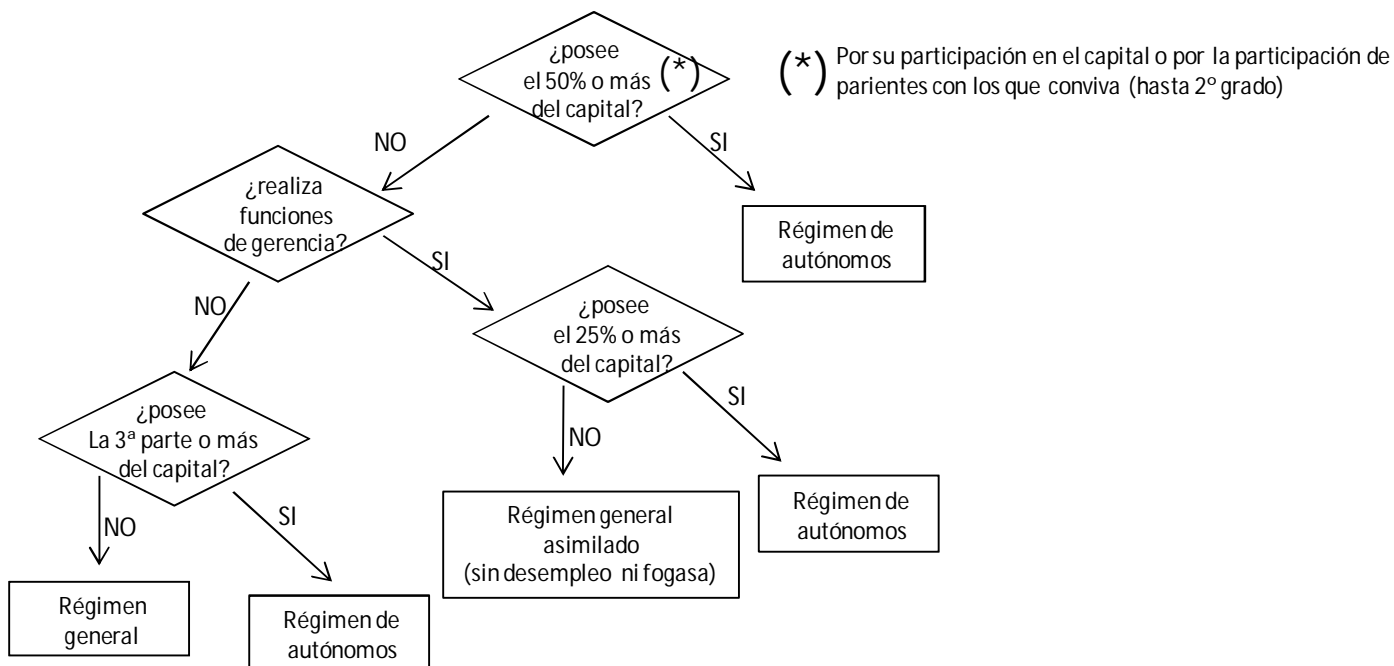 ¿posee
el 50% o más (*)
del capital?
(*) Por su participación en el capital o por la participación de
parientes con los que conviva (hasta 2º grado)
NO
SI
¿realiza
funciones
de gerencia?
Régimen de
autónomos
SI
NO
¿posee
el 25% o más
del capital?
¿posee
La 3ª parte o más
del capital?
SI
NO
NO
SI
Régimen general
asimilado
(sin desempleo ni fogasa)
Régimen de
autónomos
Régimen
general
Régimen de
autónomos